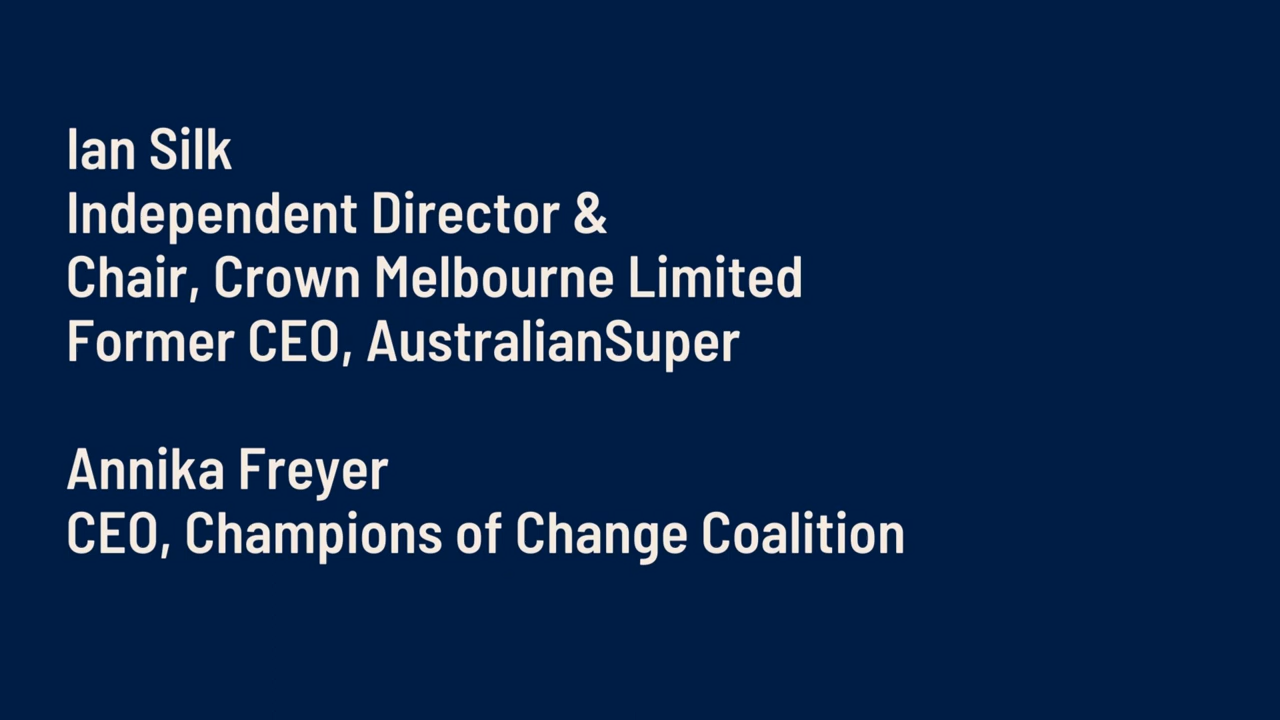 Ian Silk
Independent Director &
Chair, Crown Melbourne Limited
Former CEO, AustralianSuper
Annika Freyer
CEO, Champions of Change Coalition